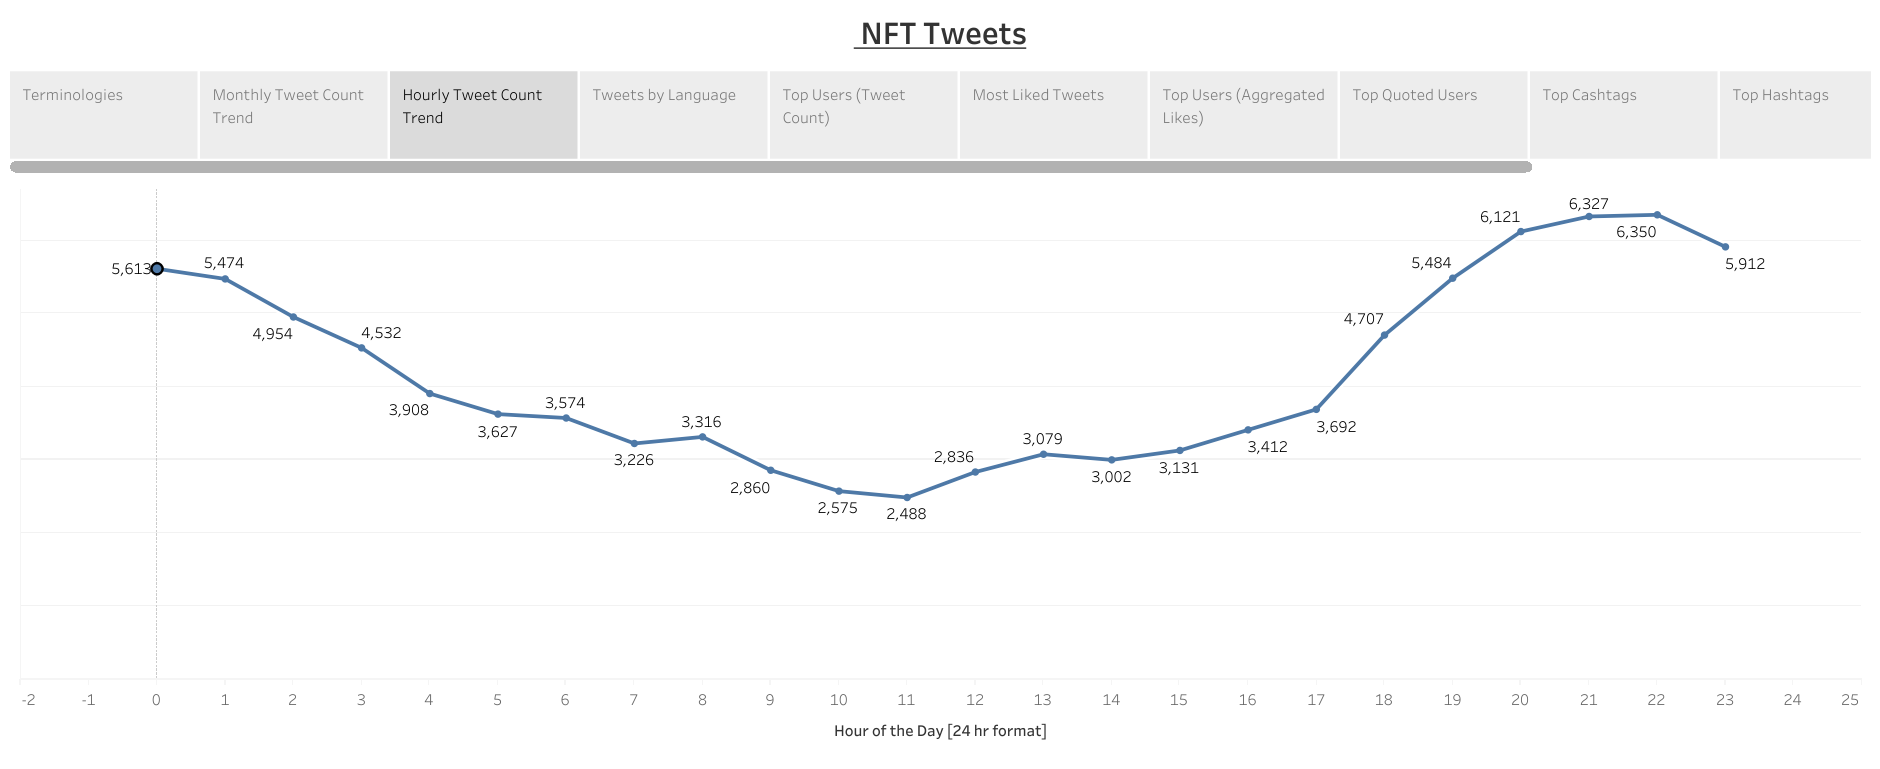 NFT Tweets
Terminologies
Monthly Tweet Count
Trend
Hourly Tweet Count
Trend
Tweets by Language
Top Users (Tweet
Count)
Most Liked Tweets
Top Users (Aggregated
Likes)
Top Quoted Users
Top Cashtags
Top Hashtags
5,613
5,474
4,954
4,532
3,908
3,627
3,574
3,226
3,316
2,860
2,575
2,488
2,836
3,079
3,002
3,131
3,412
3,692
4,707
5,484
6,121
6,327
6,350
5,912
-2 -1 0 1 2 3 4 5 6 7 8 9 10 11 12 13 14 15 16 17 18 19 20 21 22 23 24 25
Hour of the Day [24 hr format]